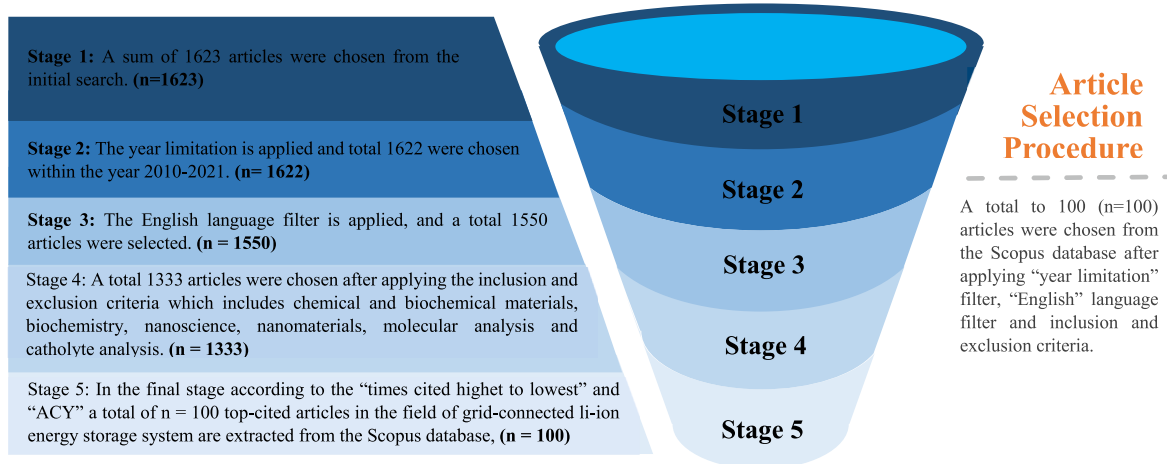 Stage 1: A sum of 1623 articles were chosen from the
initial search. (n=1623)
Stage 2: The year limitation is applied and total 1622 were chosen
within the year 2010-2021. (n= 1622)
Stage 3: The English language filter is applied, and a total 1550
articles were selected. (n = 1550)
Stage 4: A total 1333 articles were chosen after applying the inclusion and
exclusion criteria which includes chemical and biochemical materials,
biochemistry, nanoscience, nanomaterials, molecular analysis and
catholyte analysis. (n = 1333)
Stage 5: In the final stage according to the “times cited highet to lowest” and
“ACY” a total of n = 100 top-cited articles in the field of grid-connected li-ion
energy storage system are extracted from the Scopus database, (n = 100)
Stage 1
Stage 2
Stage 3
Stage 4
Stage 5
Article
Selection
Procedure
A total to 100 (n=100)
articles were chosen from
the Scopus database after
applying “year limitation”
filter, “English” language
filter and inclusion and
exclusion criteria.